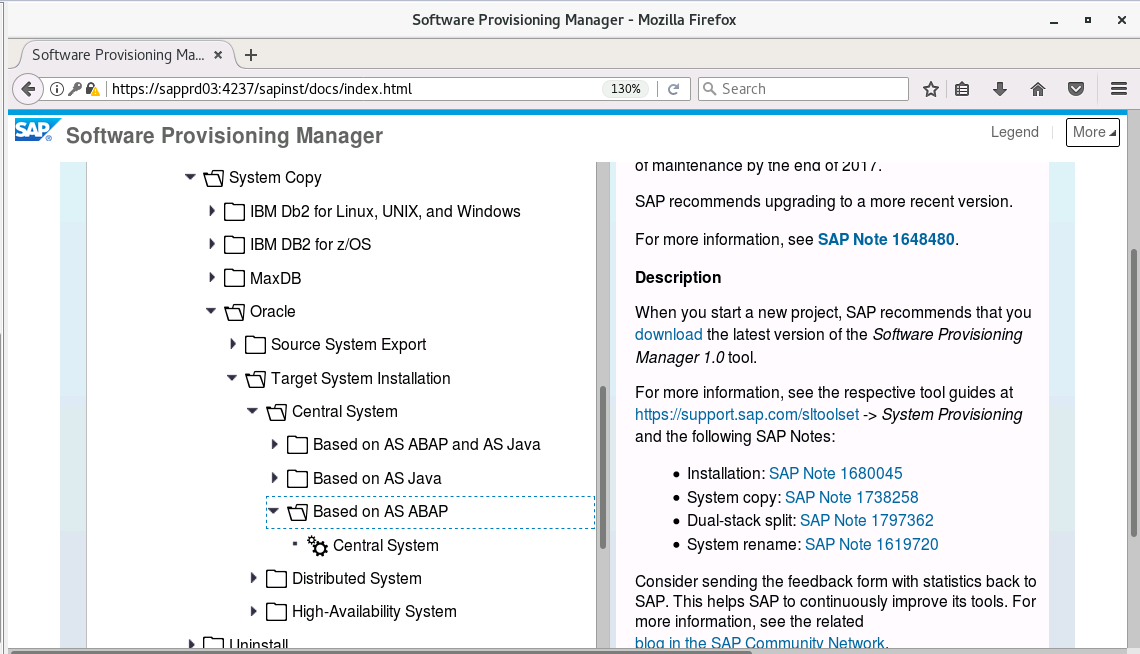 Software Provisioning Manager - Mozilla Firefox
Software Provisioning Ma...
https://sapprd03:4237/sapinst/docs/index.html
130%
Search
SAP
Software Provisioning Manager
Legend
More
System Copy
IBM Db2 for Linux, UNIX, and Windows
IBM DB2 for z/OS
MaxDB
Oracle
Source System Export
Target System Installation
Central System
Based on AS ABAP and AS Java
Based on AS Java
Based on AS ABAP
Central System
Distributed System
High-Availability System
Uninstall
of maintenance by the end of 2017.
SAP recommends upgrading to a more recent version.
For more information, see SAP Note 1648480.
Description
When you start a new project, SAP recommends that you
download the latest version of the Software Provisioning
Manager 1.0 tool.
For more information, see the respective tool guides at
https://support.sap.com/sltoolset -> System Provisioning
and the following SAP Notes:
• Installation: SAP Note 1680045
• System copy: SAP Note 1738258
• Dual-stack split: SAP Note 1797362
• System rename: SAP Note 1619720
Consider sending the feedback form with statistics back to
SAP. This helps SAP to continuously improve its tools. For
more information, see the related
blog in the SAP Community Network.